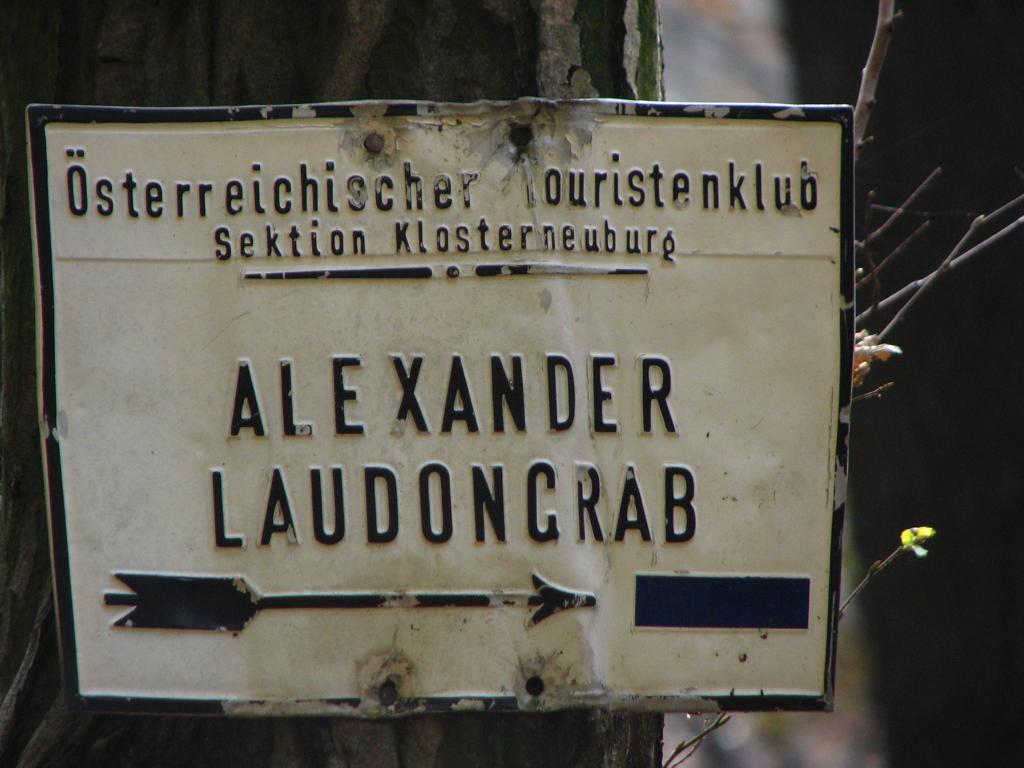 Österreichischer Touristenklub
Sektion Klosterneuburg
ALEXANDER
LAUDONGRAB